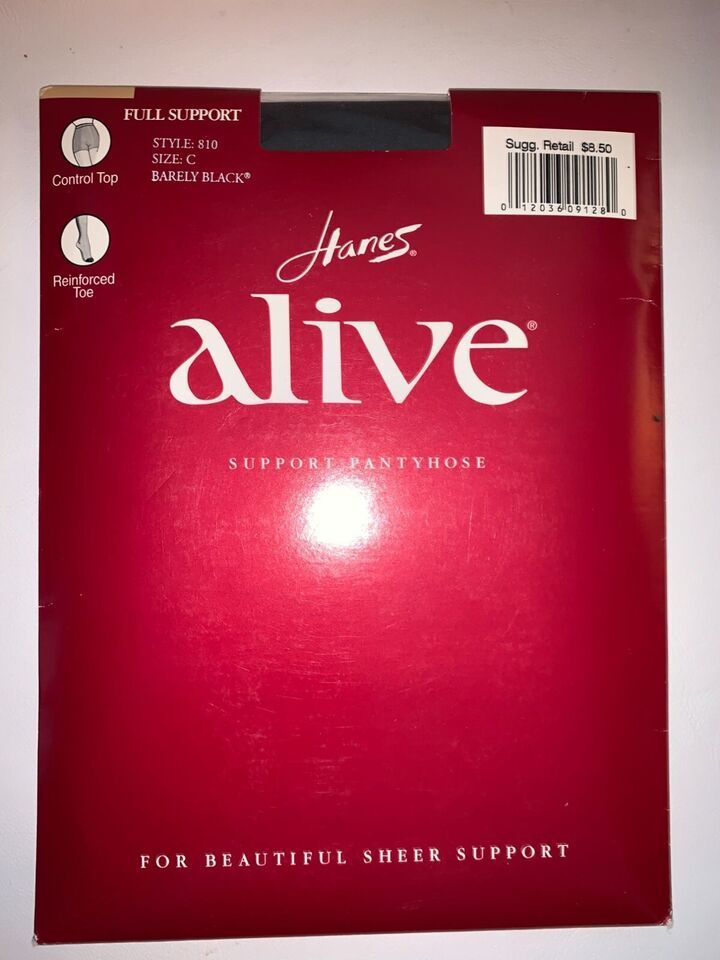 FULL SUPPORT
STYLE: 810
SIZE: C
BARELY BLACK®
Control Top
Reinforced
Toe
Sugg. Retail $8.50
0 12036 09128 0
Hanes®
alive®
SUPPORT PANTYHOSE
FOR BEAUTIFUL SHEER SUPPORT